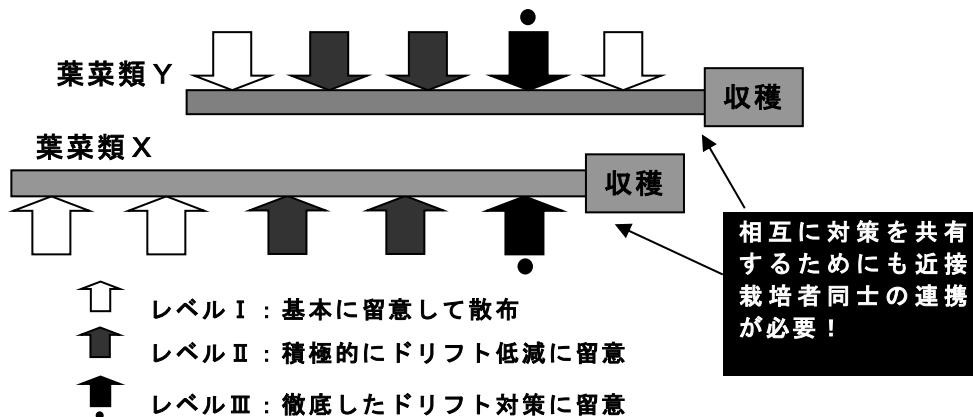 葉菜類Y
収穫
葉菜類X
収穫
相互に対策を共有
するためにも近接
栽培者同士の連携
が必要!
レベルⅠ:基本に留意して散布
レベルⅡ:積極的にドリフト低減に留意
レベルⅢ:徹底したドリフト対策に留意